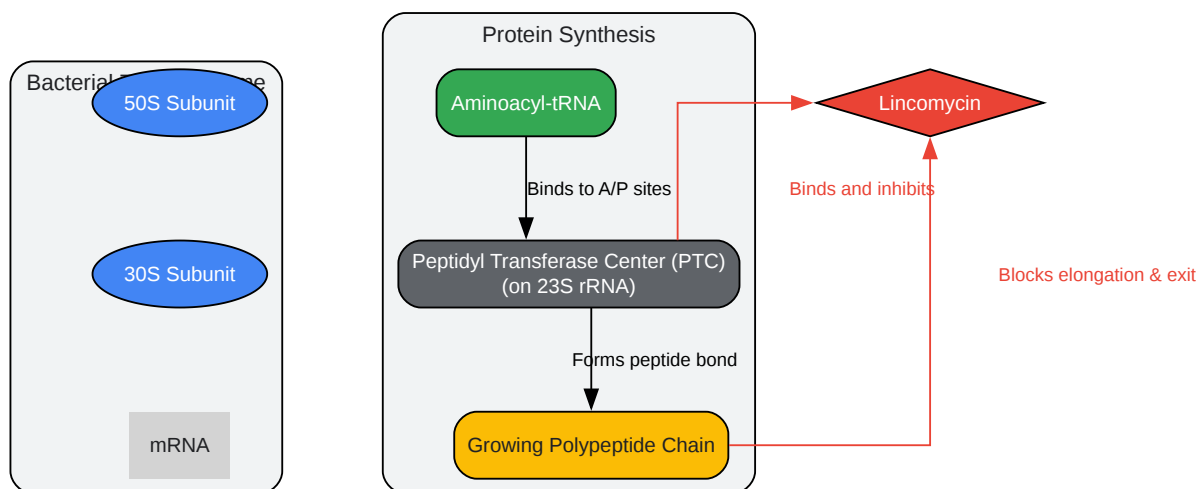 Protein Synthesis
Bacterial
50S Subunit
Aminoacyl-tRNA
Lincomycin
Binds to A/P sites
Binds and inhibits
30S Subunit
Peptidyl Transferase Center (PTC)
(on 23S rRNA)
Blocks elongation & exit
Forms peptide bond
mRNA
Growing Polypeptide Chain